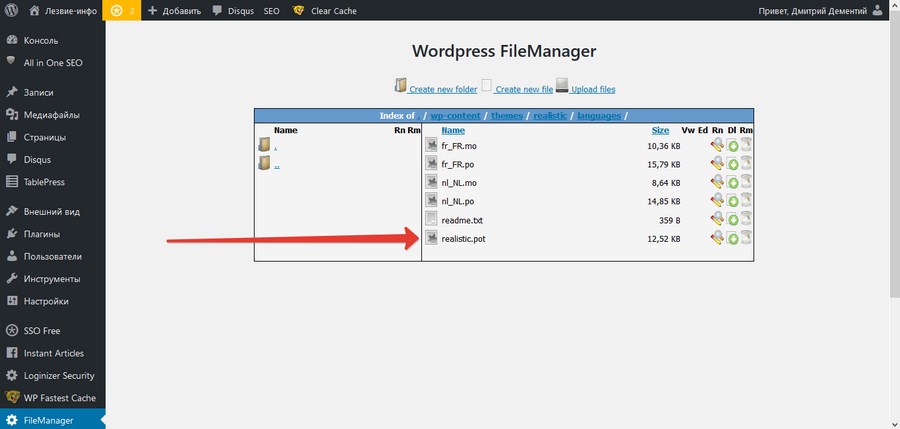 Лезвие-инфо 2 Добавить Disqus SEO Clear Cache Привет, Дмитрий Дементий
Консоль
All in One SEO
Записи
Медиафайлы
Страницы
Disqus
TablePress
Внешний вид
Плагины
Пользователи
Инструменты
Настройки
SSO Free
Instant Articles
Loginizer Security
WP Fastest Cache
FileManager
Wordpress FileManager
Create new folder Create new file Upload files
Index of / wp-content / themes / realistic / languages /
Name Rn Rm
.
..
Name Size Vw Ed Rn Dl Rm
fr_FR.mo 10,36 KB
fr_FR.po 15,79 KB
nl_NL.mo 8,64 KB
nl_NL.po 14,85 KB
readme.txt 359 B
realistic.pot 12,52 KB